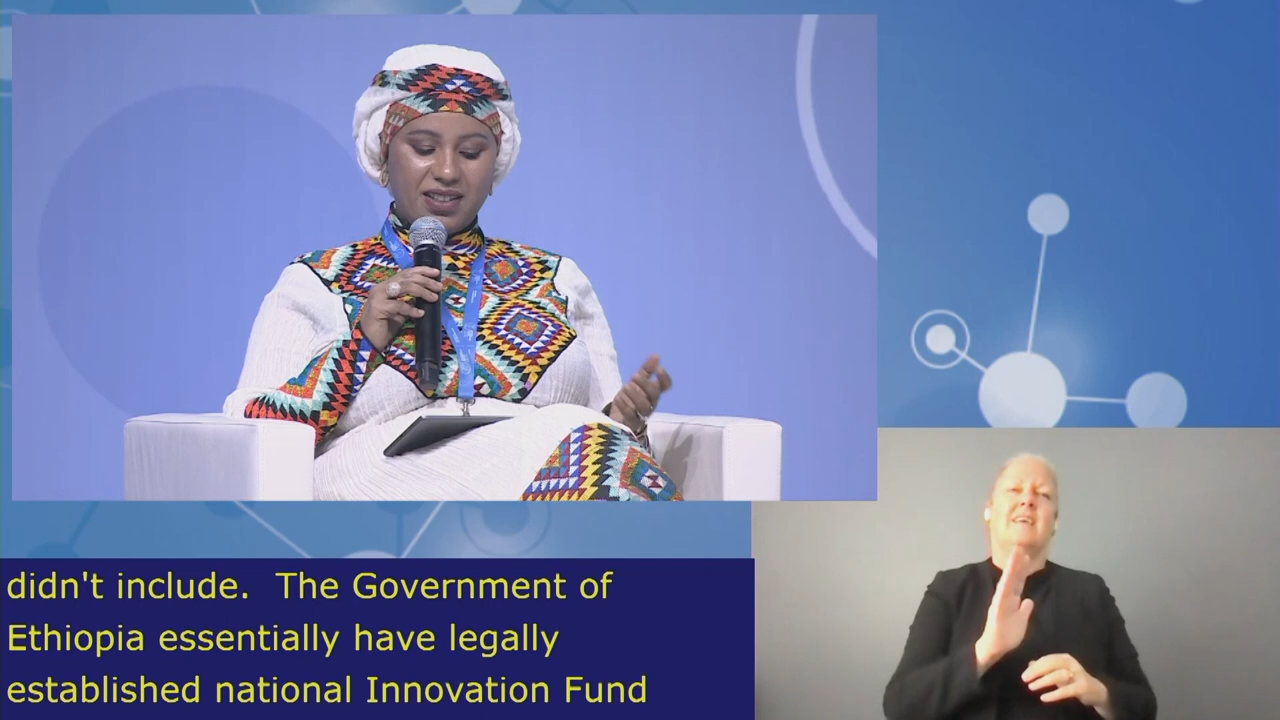 didn't include.  The Government of
Ethiopia essentially have legally
established national Innovation Fund